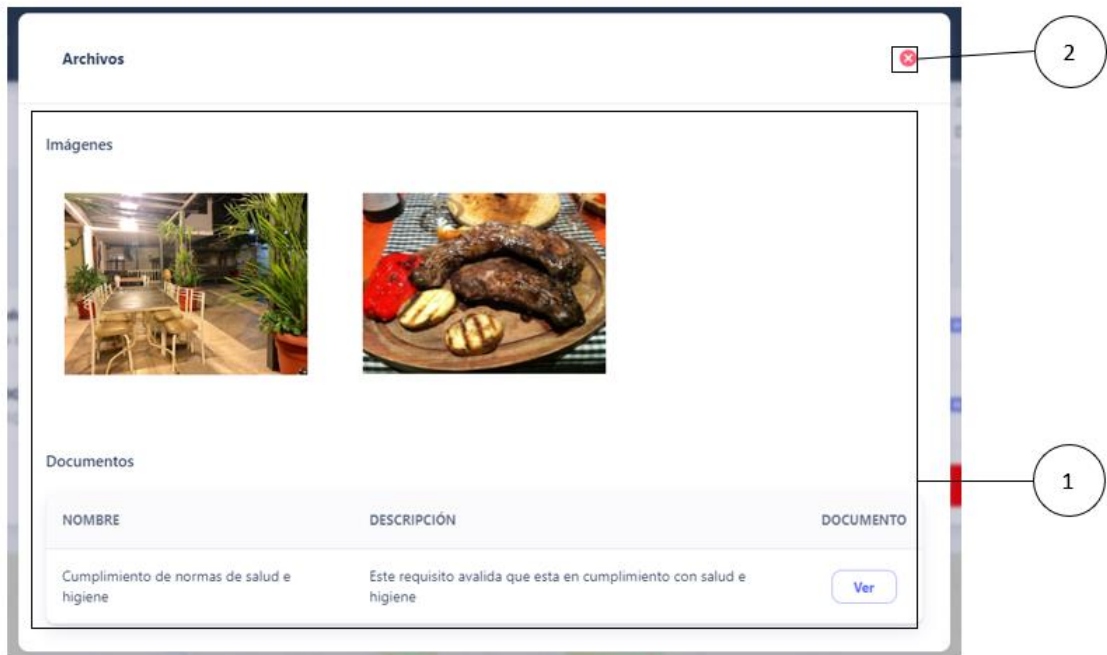 Archivos
2
Imágenes
Documentos
1
NOMBRE DESCRIPCIÓN DOCUMENTO
Cumplimiento de normas de salud e
higiene
Este requisito avalida que esta en cumplimiento con salud e
higiene
Ver